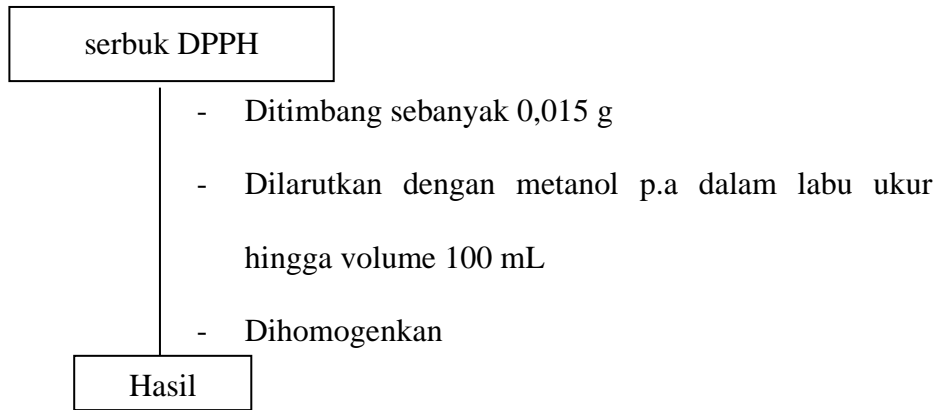 serbuk DPPH
- Ditimbang sebanyak 0,015 g
- Dilarutkan dengan metanol p.a dalam labu ukur
hingga volume 100 mL
- Dihomogenkan
Hasil